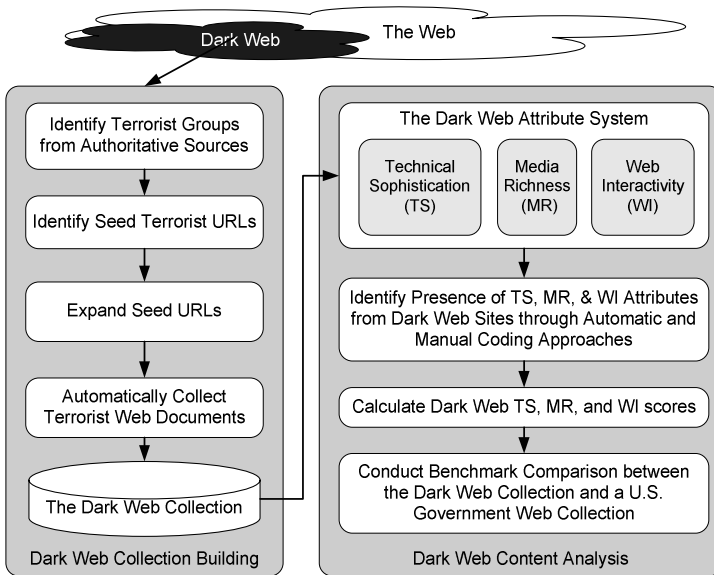 The Web
Dark Web
Identify Terrorist Groups
from Authoritative Sources
Identify Seed Terrorist URLs
Expand Seed URLs
Automatically Collect
Terrorist Web Documents
The Dark Web Collection
Dark Web Collection Building
The Dark Web Attribute System
Technical
Sophistication
(TS)
Media
Richness
(MR)
Web
Interactivity
(WI)
Identify Presence of TS, MR, & WI Attributes
from Dark Web Sites through Automatic and
Manual Coding Approaches
Calculate Dark Web TS, MR, and WI scores
Conduct Benchmark Comparison between
the Dark Web Collection and a U.S.
Government Web Collection
Dark Web Content Analysis